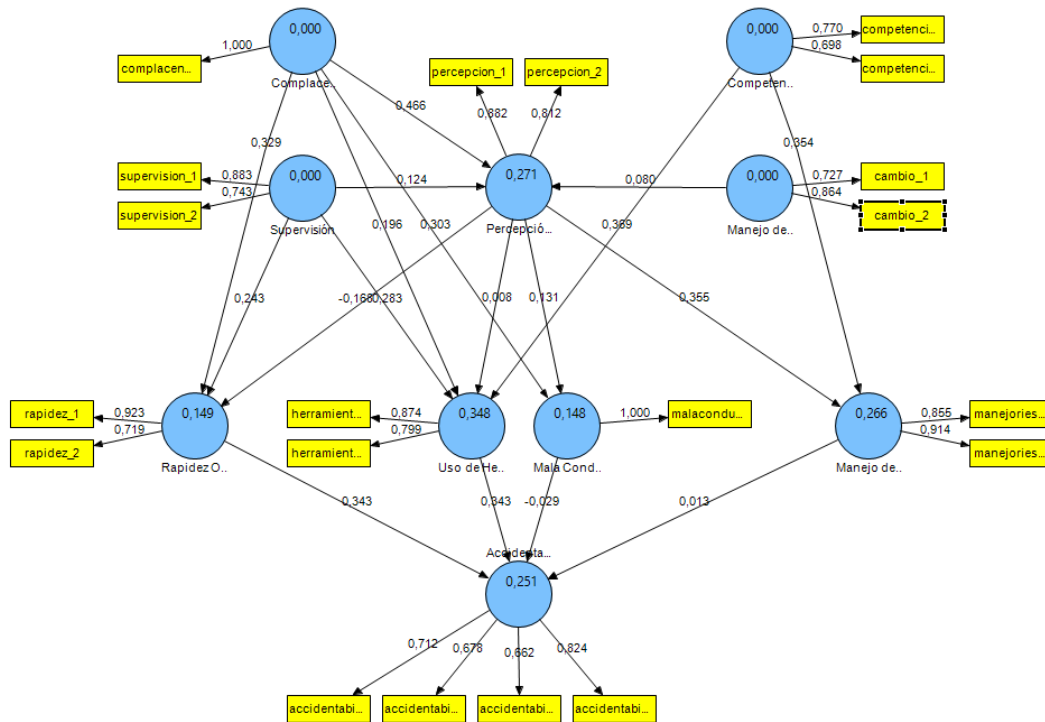 0,000
0,000
1,000
0,770
competenci...
complacen...
0,698
competenci...
Complace..
percepcion_1
percepcion_2
Competen..
0,466
0,882
0,812
0,329
0,354
supervision_1
0,883
0,000
0,124
0,271
0,080
0,000
0,727
cambio_1
0,743
0,864
supervision_2
cambio_2
Supervisión
0,196
0,303
Percepció...
0,389
Manejo de..
0,243
-0,168
0,283
0,008
0,131
0,355
rapidez_1
0,923
0,149
herramient...
0,874
0,348
0,148
1,000
malacondu...
0,266
0,855
manejories...
0,719
0,799
0,914
rapidez_2
herramient...
manejories...
Rapidez O..
Uso de He..
Mala Cond..
Manejo de..
0,343
0,343
-0,029
0,013
Accidenta...
0,251
0,712
0,678
0,662
0,824
accidentabi...
accidentabi...
accidentabi...
accidentabi...